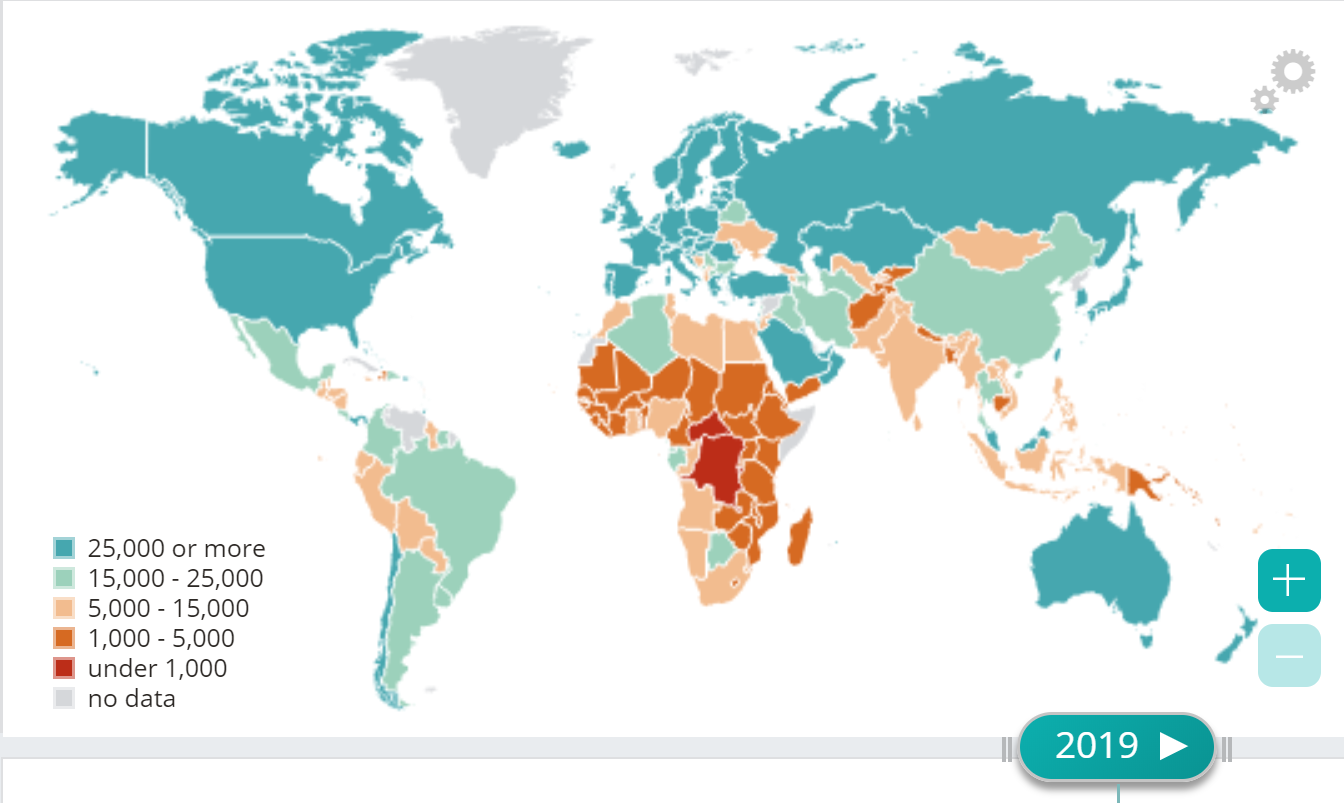 25,000 or more
15,000 - 25,000
5,000 - 15,000
1,000 - 5,000
under 1,000
no data
2019